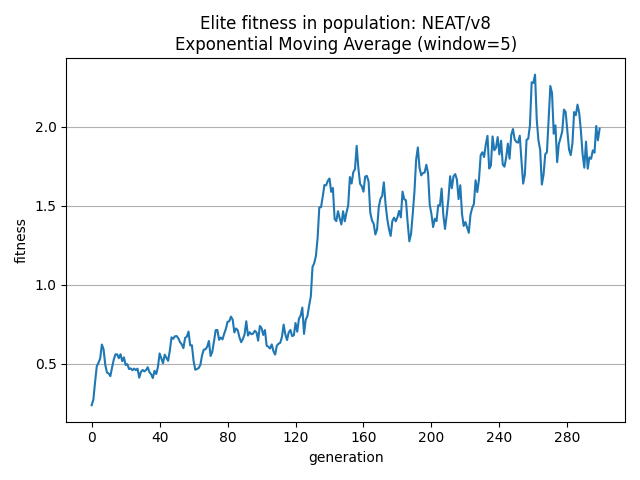 Elite fitness in population: NEAT/v8
Exponential Moving Average (window=5)
fitness
2.0
1.5
1.0
0.5
0 40 80 120 160 200 240 280
generation